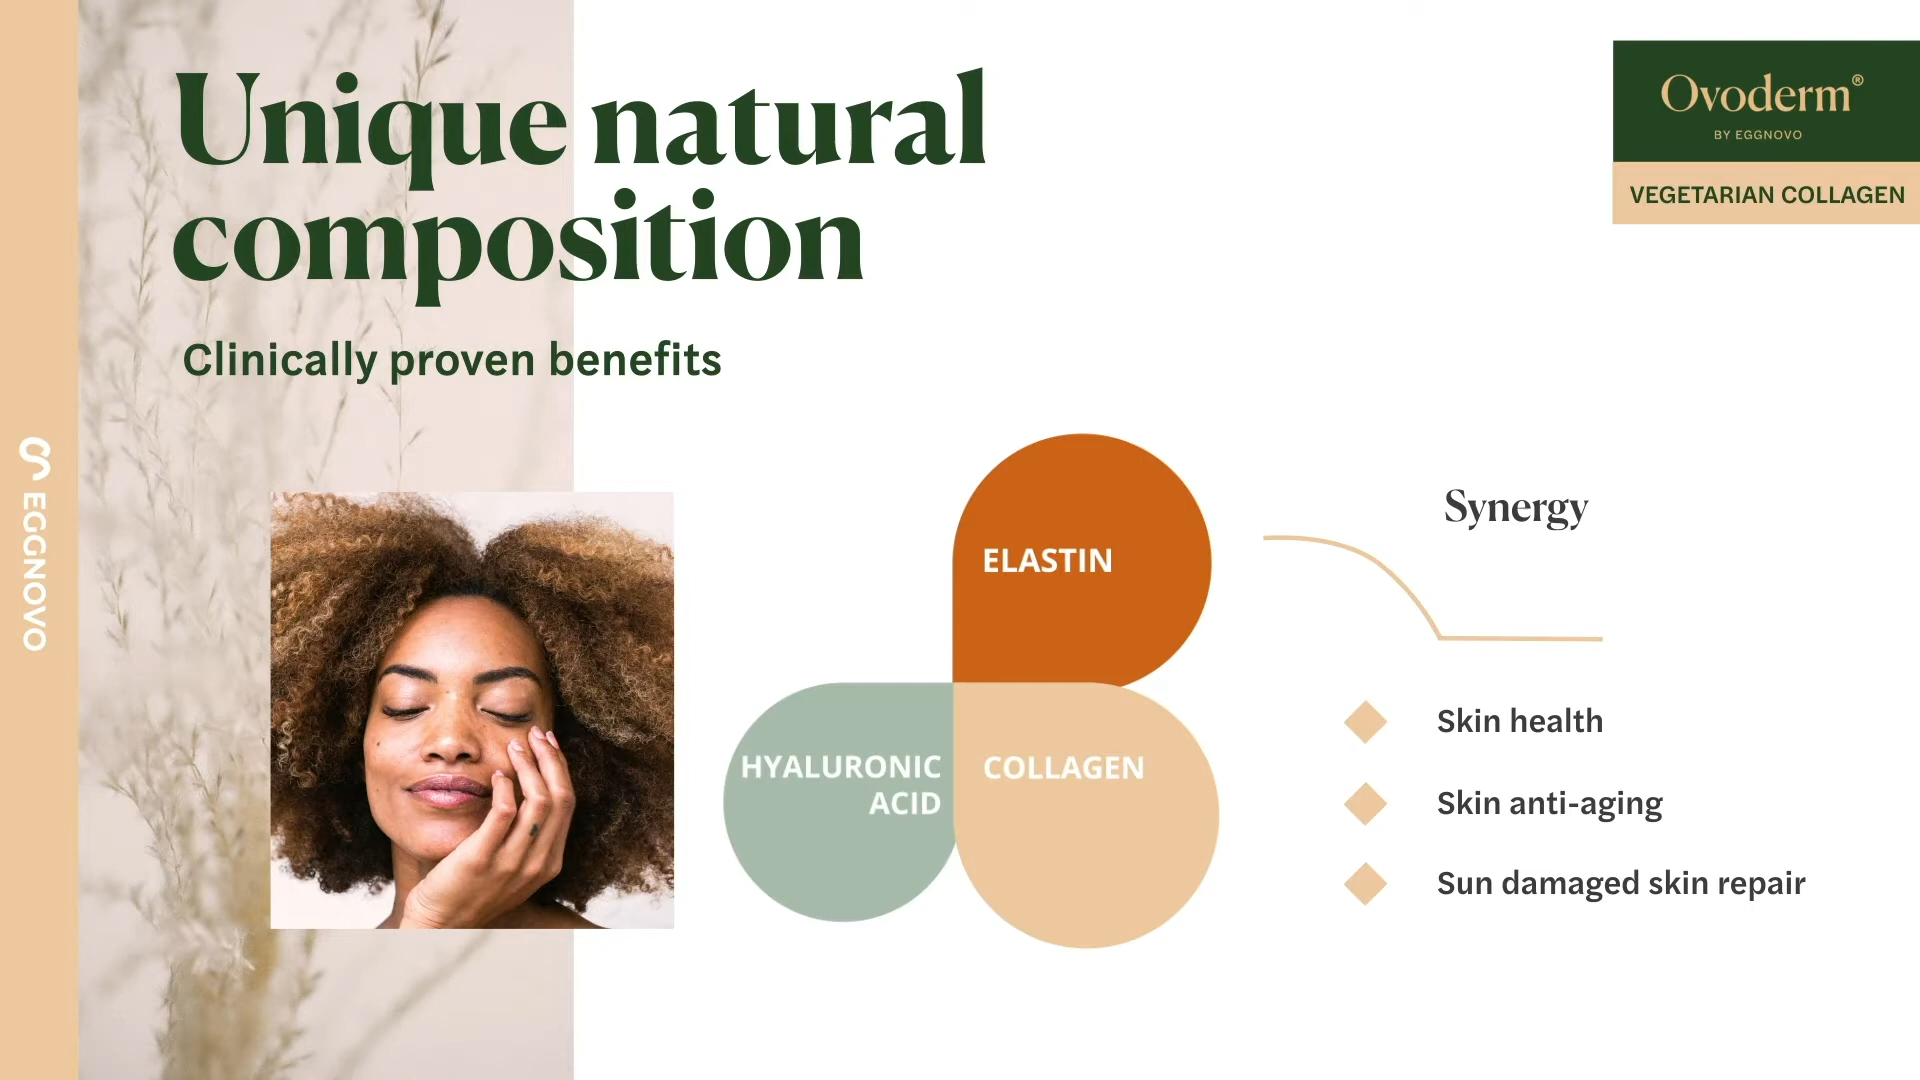 Unique natural
composition
Clinically proven benefits
Ovoderm®
BY EGGNOVO
VEGETARIAN COLLAGEN
EGGNOVO
ELASTIN
HYALURONIC
ACID
COLLAGEN
Synergy
Skin health
Skin anti-aging
Sun damaged skin repair